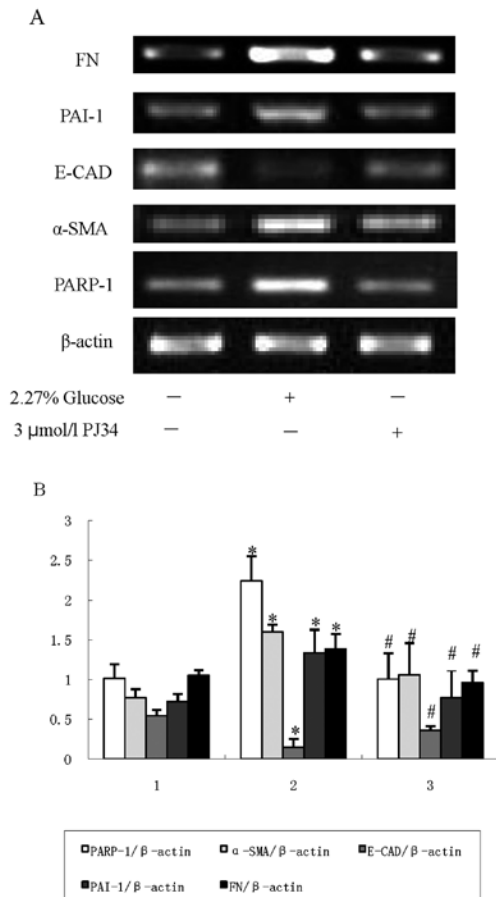 A
FN
PAI-1
E-CAD
α-SMA
PARP-1
β-actin
2.27% Glucose — + —
3 μmol/l PJ34 — — +
B
3
2.5
2
1.5
1
0.5
0
* * * * *
# # # # #
1 2 3
PARP-1/β-actin α-SMA/β-actin E-CAD/β-actin
PAI-1/β-actin FN/β-actin